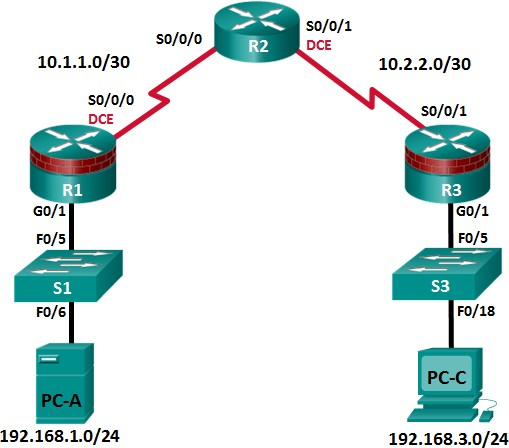 S0/0/0
R2
S0/0/1
DCE
10.1.1.0/30
10.2.2.0/30
S0/0/0
DCE
S0/0/1
R1
R3
G0/1
G0/1
F0/5
F0/5
S1
S3
F0/6
F0/18
PC-A
PC-C
192.168.1.0/24
192.168.3.0/24